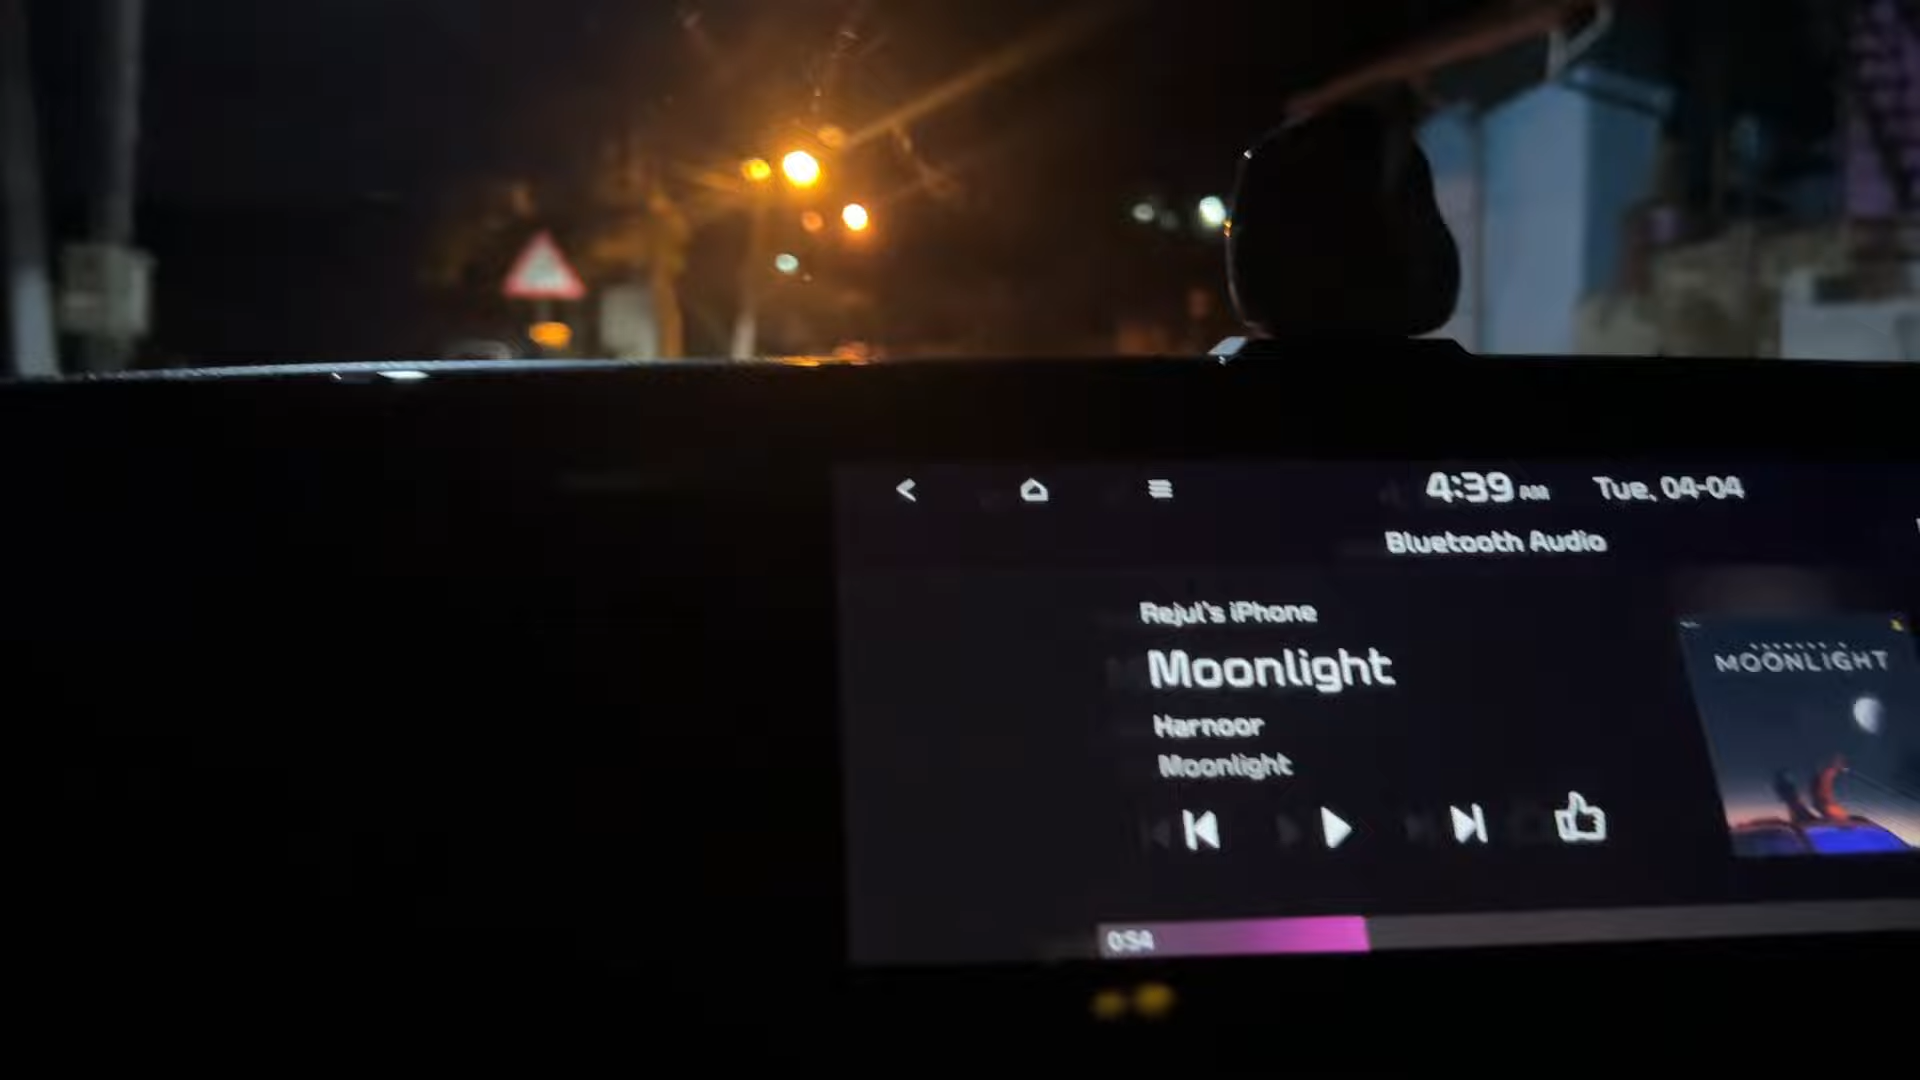 4:39 AM Tue, 04-04
Bluetooth Audio
Rejul's iPhone
Moonlight
Harnoor
Moonlight
MOONLIGHT
0:54